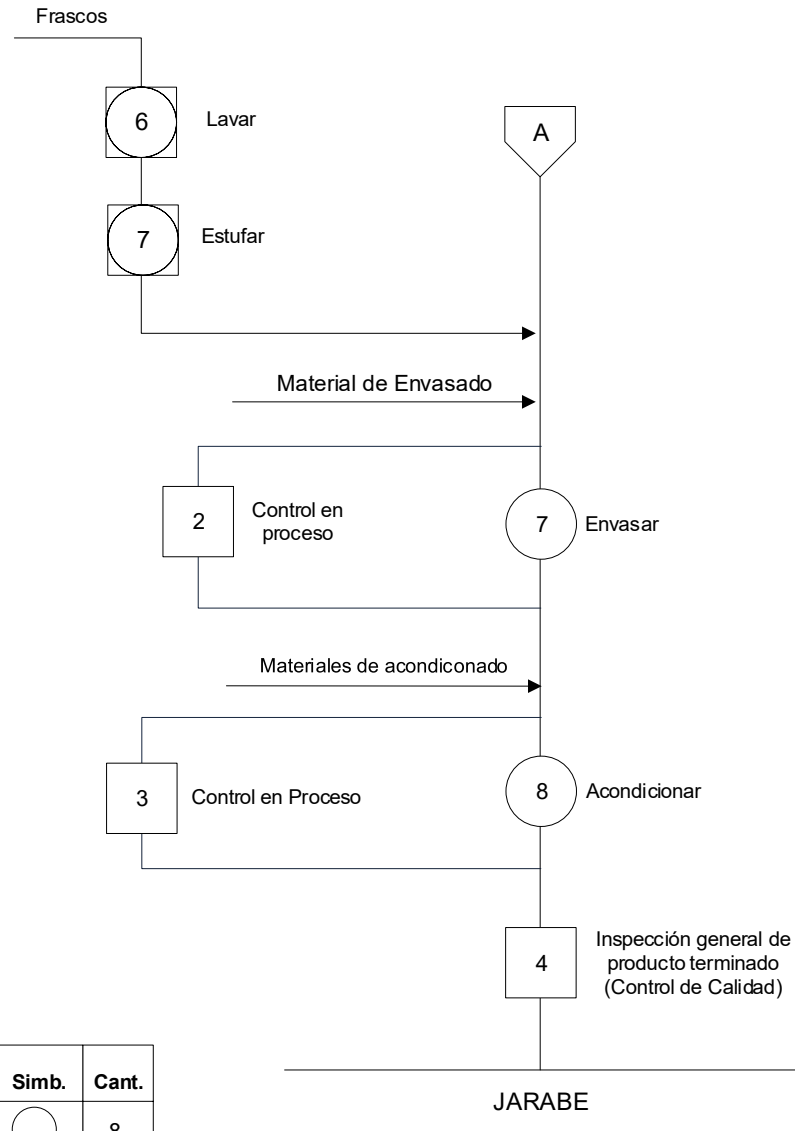 Frascos
6
Lavar
A
7
Estufar
Material de Envasado
2
Control en
proceso
7
Envasar
Materiales de acondiconado
3
Control en Proceso
8
Acondicionar
4
Inspección general de
producto terminado
(Control de Calidad)
Simb.
Cant.
8
JARABE